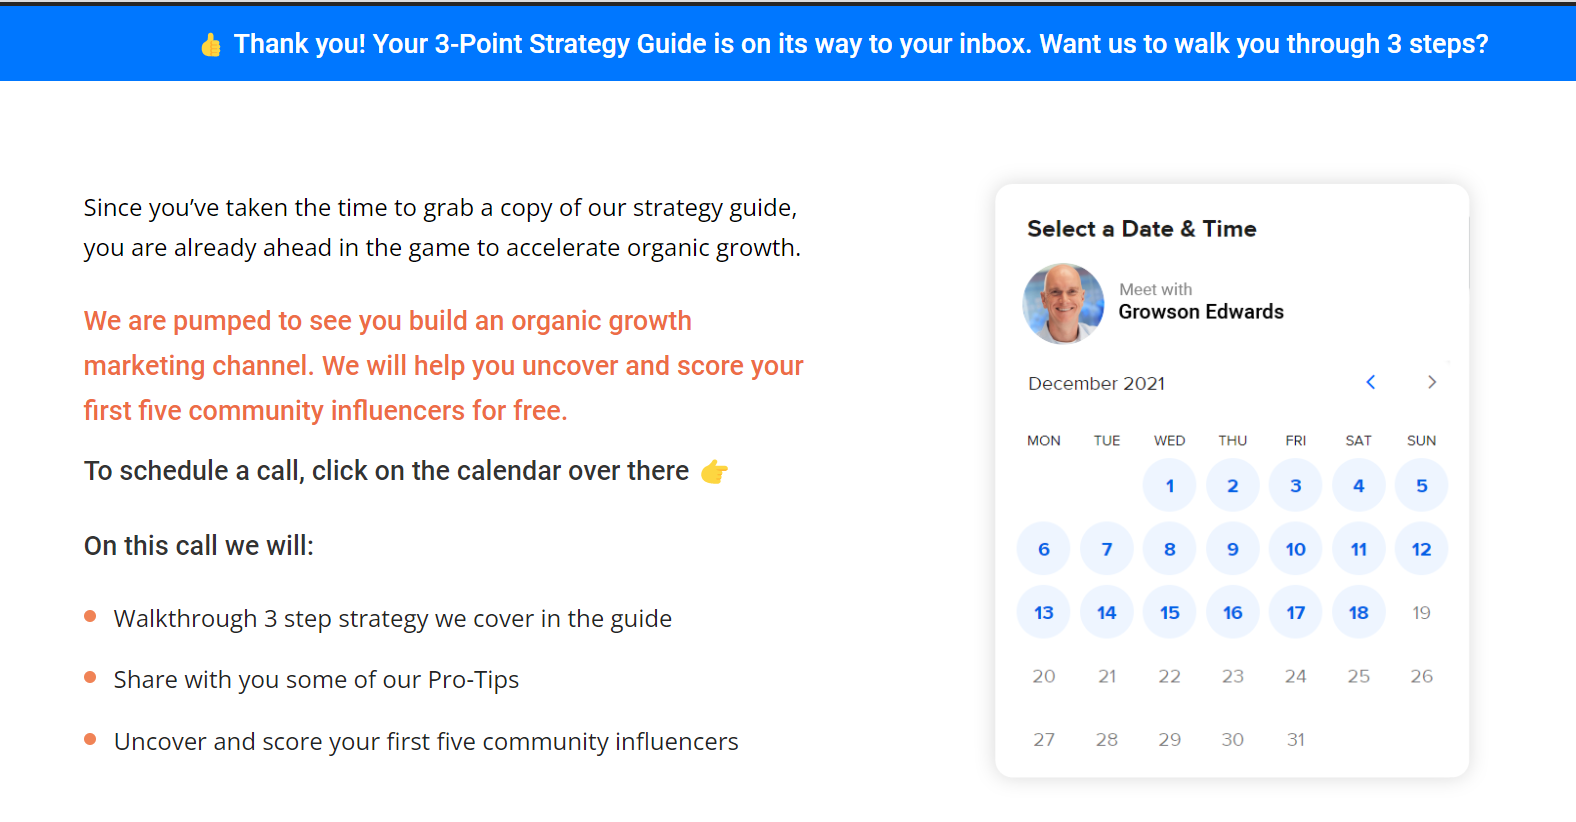 👍 Thank you! Your 3-Point Strategy Guide is on its way to your inbox. Want us to walk you through 3 steps?
Since you’ve taken the time to grab a copy of our strategy guide,
you are already ahead in the game to accelerate organic growth.
We are pumped to see you build an organic growth
marketing channel. We will help you uncover and score your
first five community influencers for free.
To schedule a call, click on the calendar over there 👉
On this call we will:
• Walkthrough 3 step strategy we cover in the guide
• Share with you some of our Pro-Tips
• Uncover and score your first five community influencers
Select a Date & Time
Meet with
Growson Edwards
December 2021 < >
MON TUE WED THU FRI SAT SUN
1 2 3 4 5
6 7 8 9 10 11 12
13 14 15 16 17 18 19
20 21 22 23 24 25 26
27 28 29 30 31